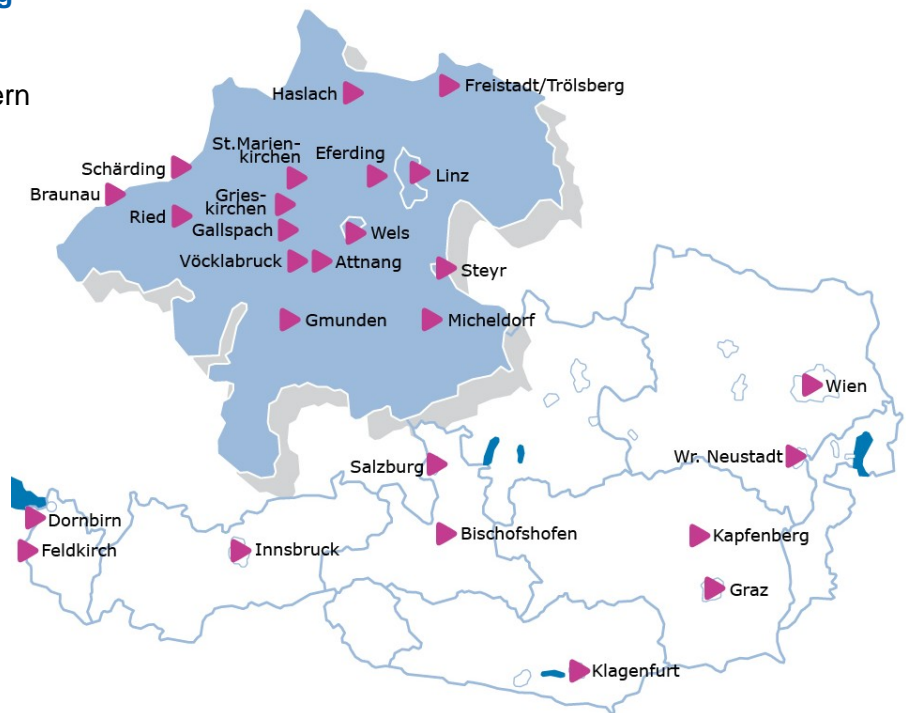 g
ern
Haslach
Freistadt/Trölsberg
St.Marien-
kirchen
Eferding
Schärding
Linz
Braunau
Gries-
kirchen
Ried
Gallspach
Wels
Vöcklabruck
Attnang
Steyr
Gmunden
Micheldorf
Wien
Salzburg
Wr. Neustadt
Dornbirn
Bischofshofen
Kapfenberg
Feldkirch
Innsbruck
Graz
Klagenfurt